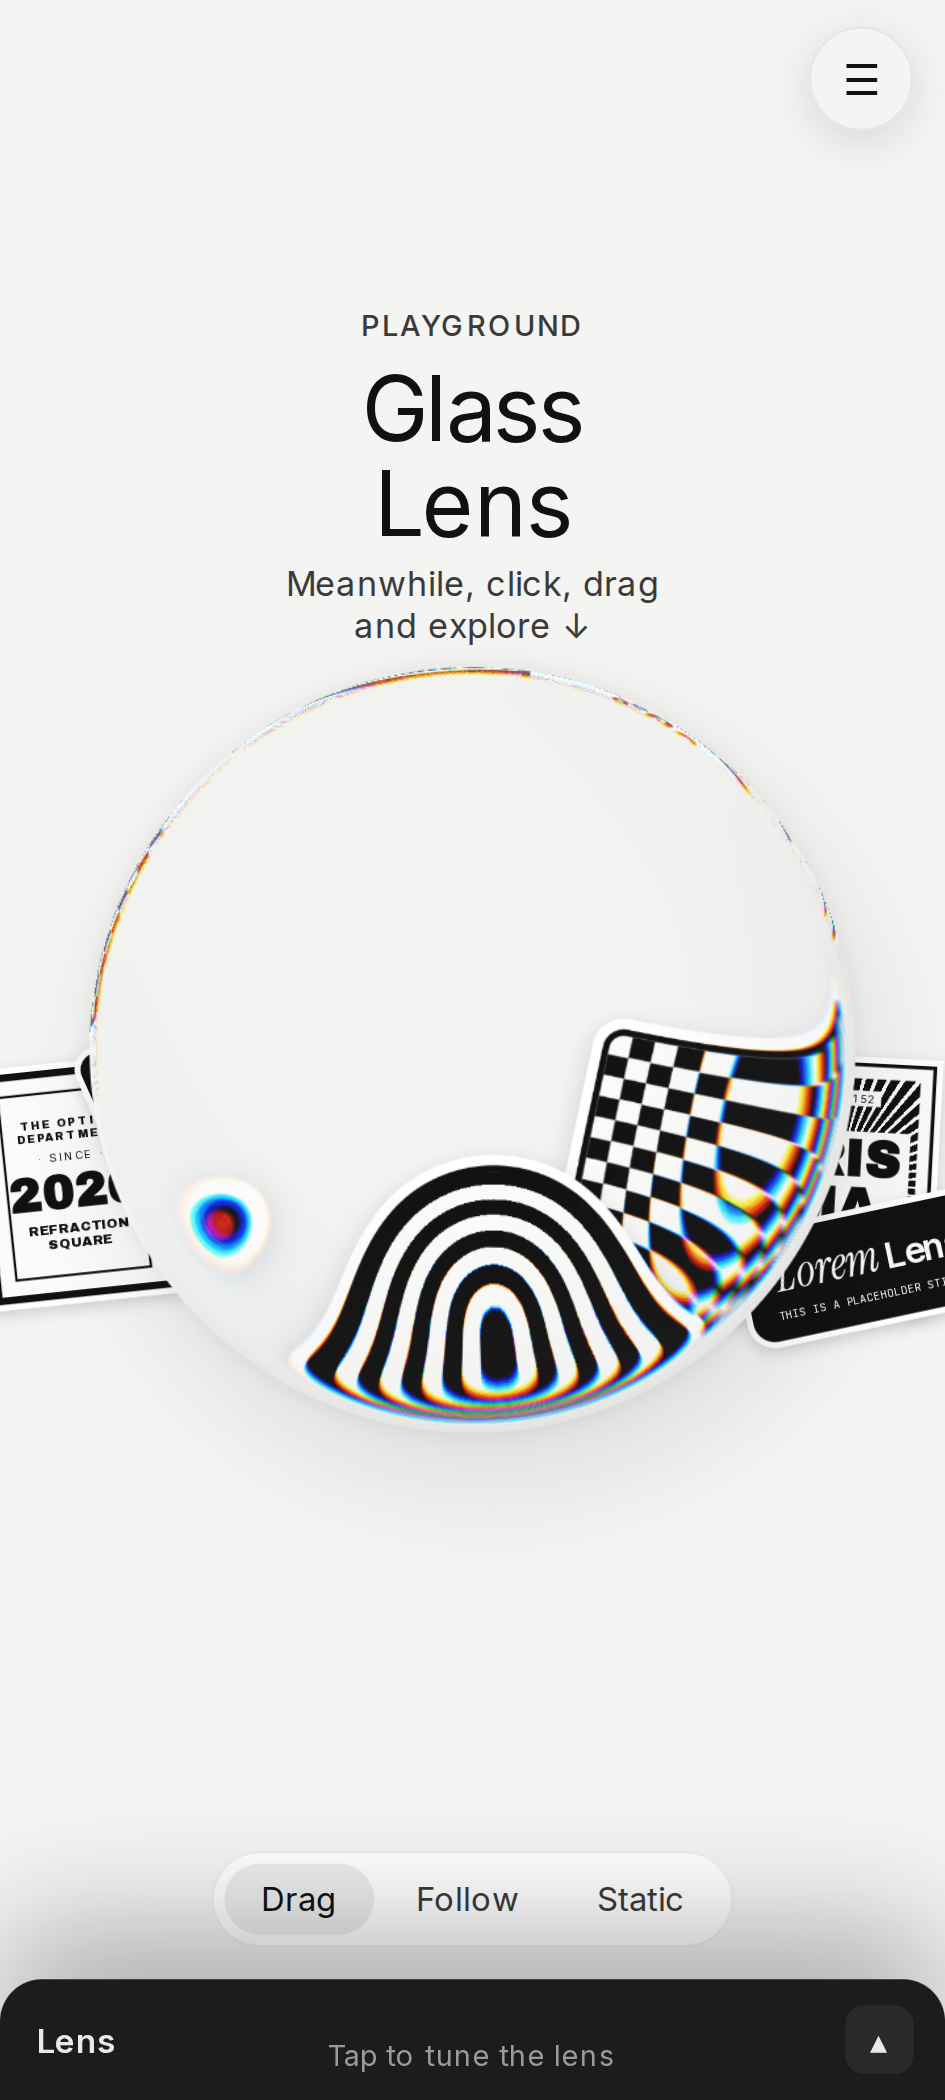 PLAYGROUND
Glass
Lens
Meanwhile, click, drag
and explore ↓
THE
· SINCE ·
REFRACTION
SQUARE
152
Lorem
THIS IS A PLACEHOLDER
Drag
Follow
Static
Lens
Tap to tune the lens